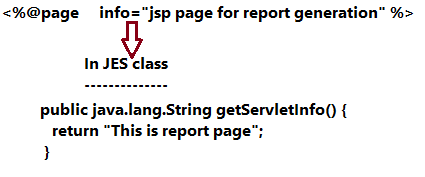 <%@page info="jsp page for report generation" %>
In JES class
--------------
public java.lang.String getServletInfo() {
return "This is report page";
}